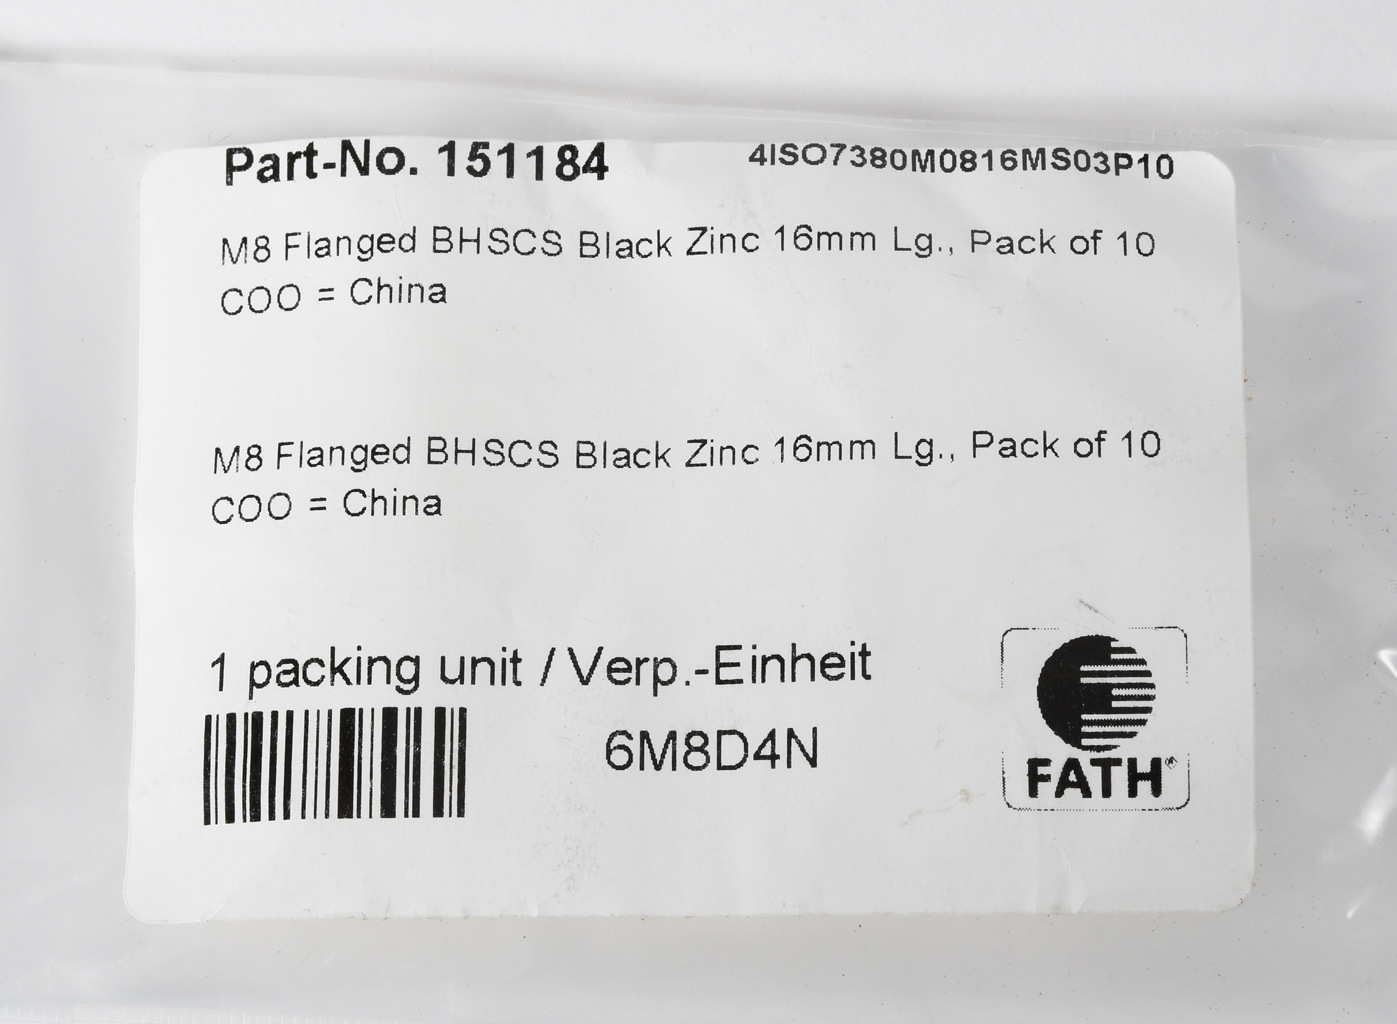 Part-No. 151184 4ISO7380M0816MS03P10
M8 Flanged BHSCS Black Zinc 16mm Lg., Pack of 10
COO = China
M8 Flanged BHSCS Black Zinc 16mm Lg., Pack of 10
COO = China
1 packing unit / Verp.-Einheit
6M8D4N
FATH®